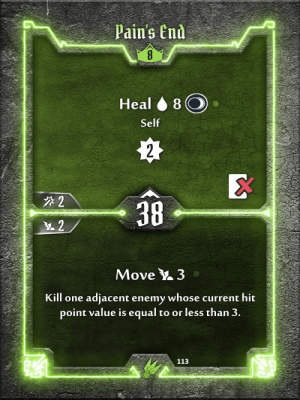 Pain's End
8
Heal 8
Self
2
2
38
2
Move 3
Kill one adjacent enemy whose current hit
point value is equal to or less than 3.
113